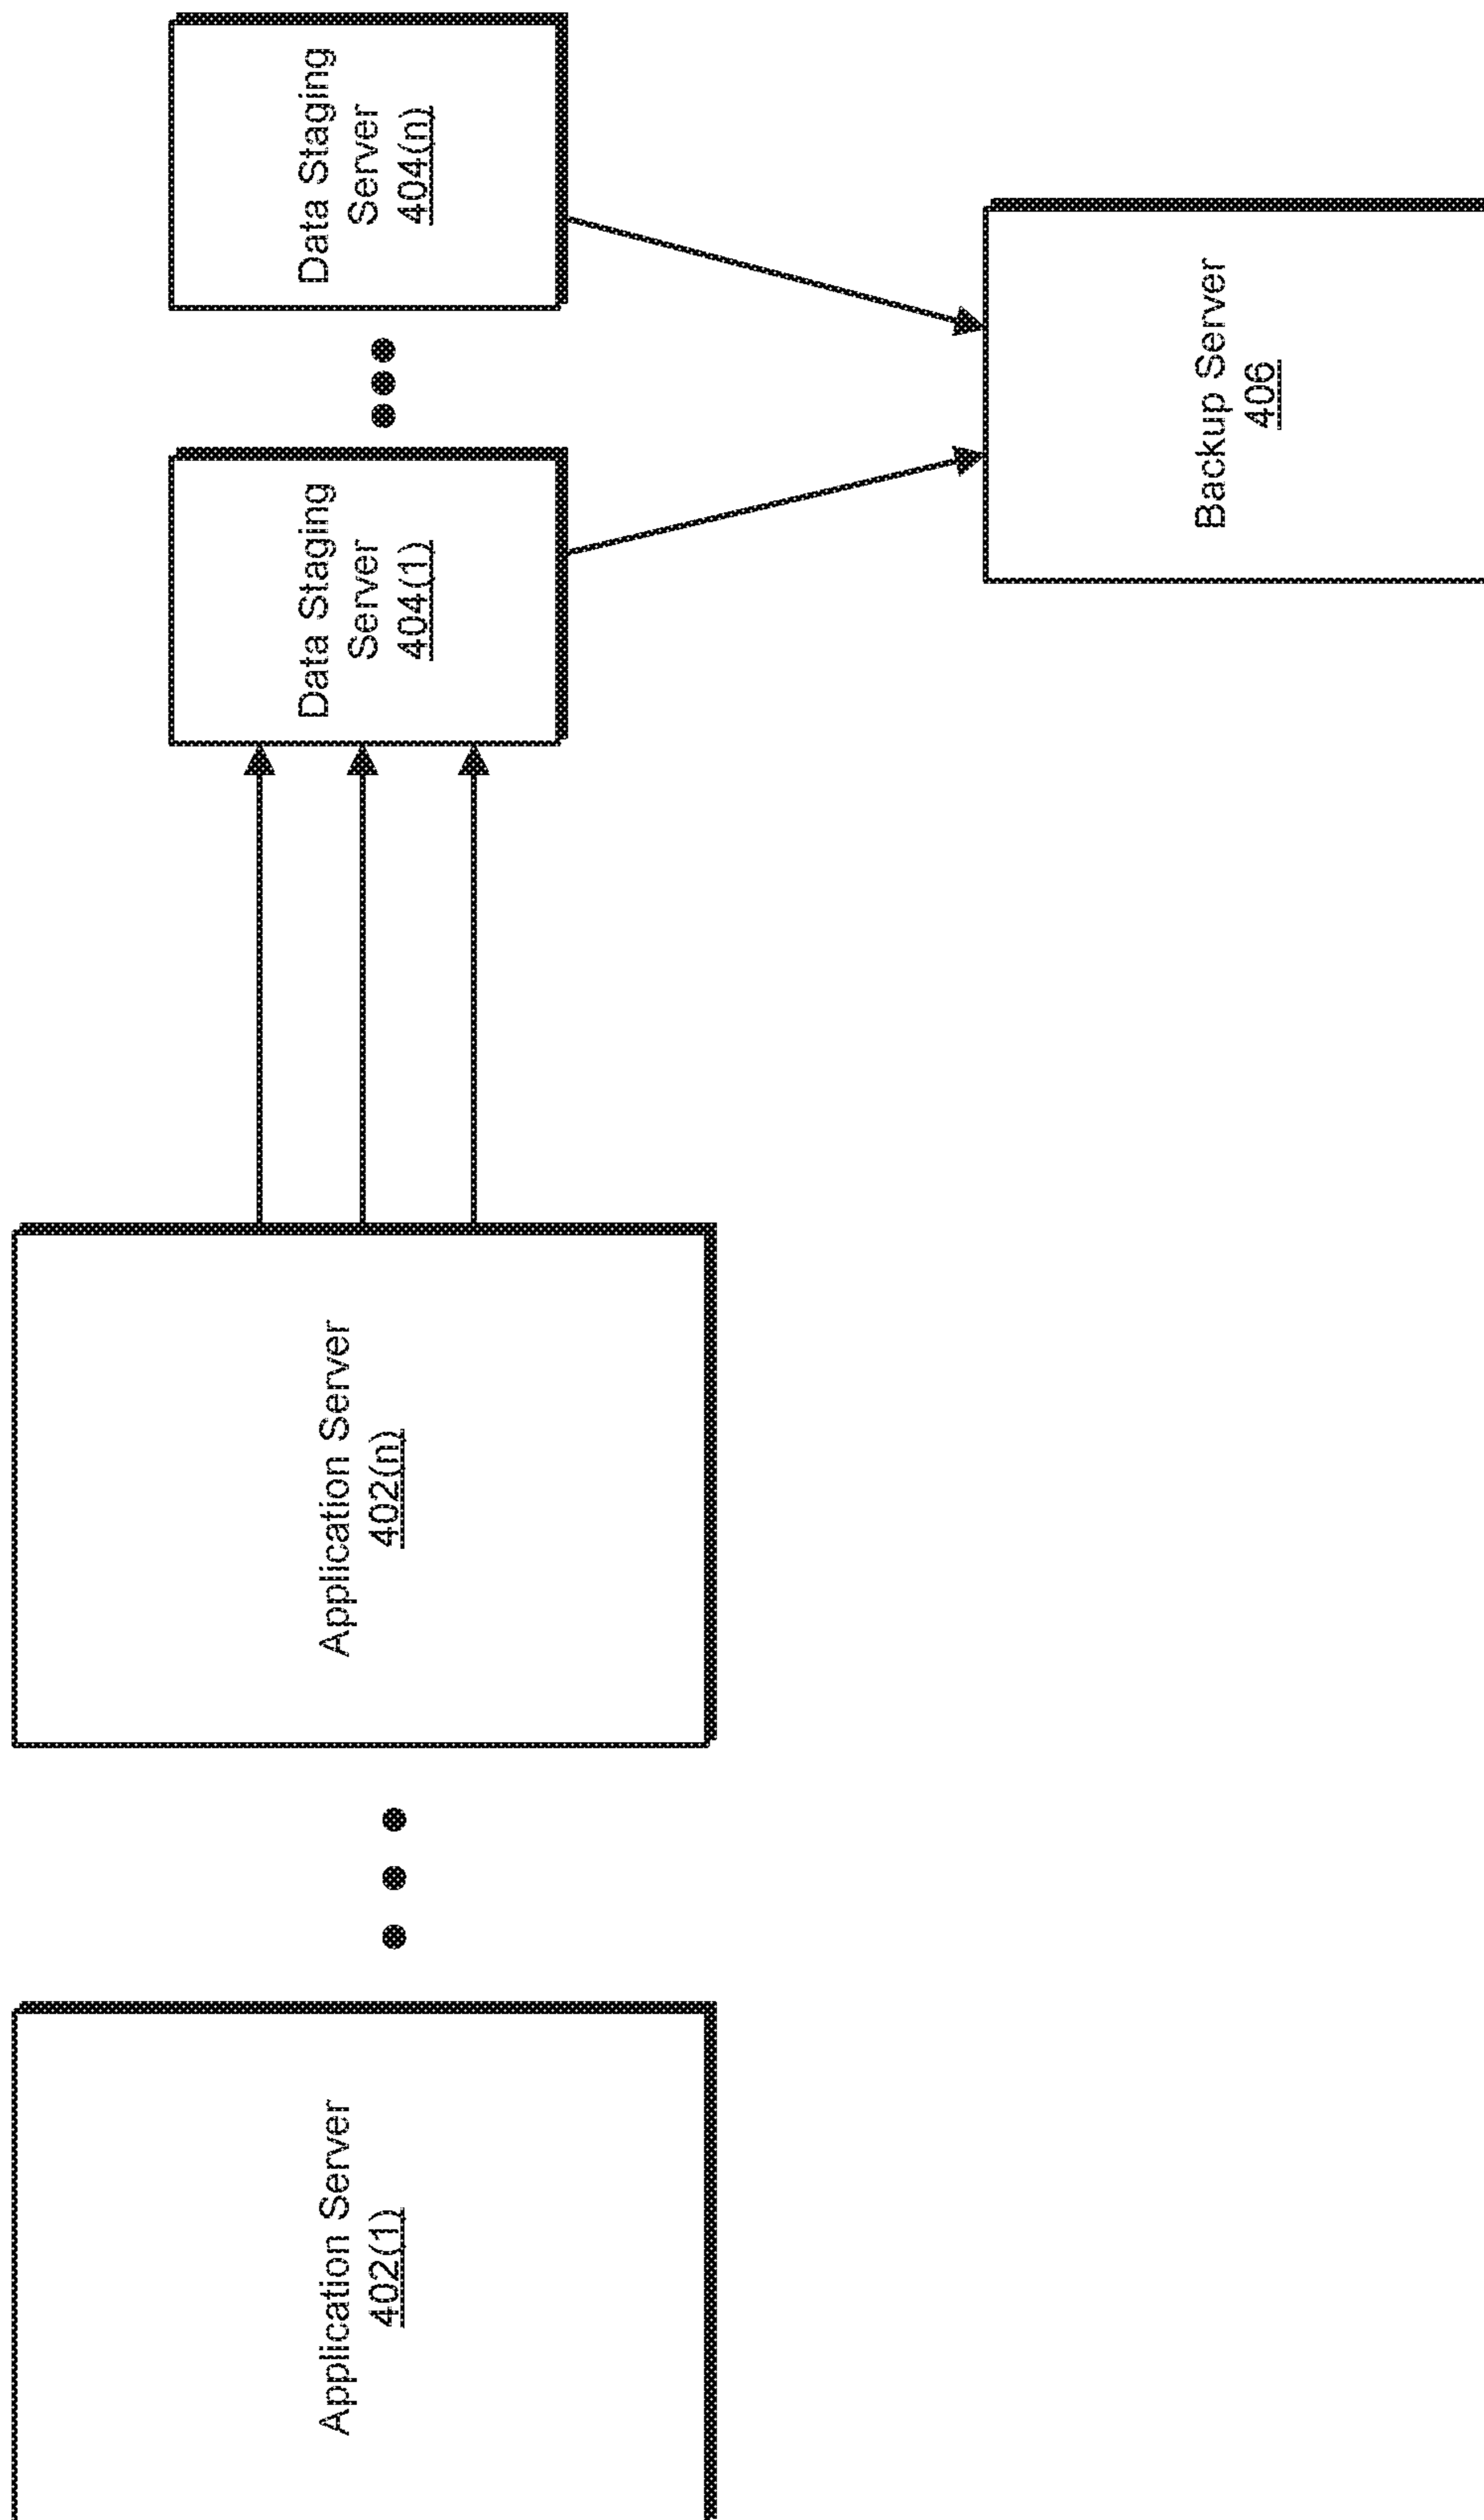 Application Server
402(1)
Application Server
402(n)
Data Staging
Server
404(1)
Data Staging
Server
404(n)
Backup Server
406